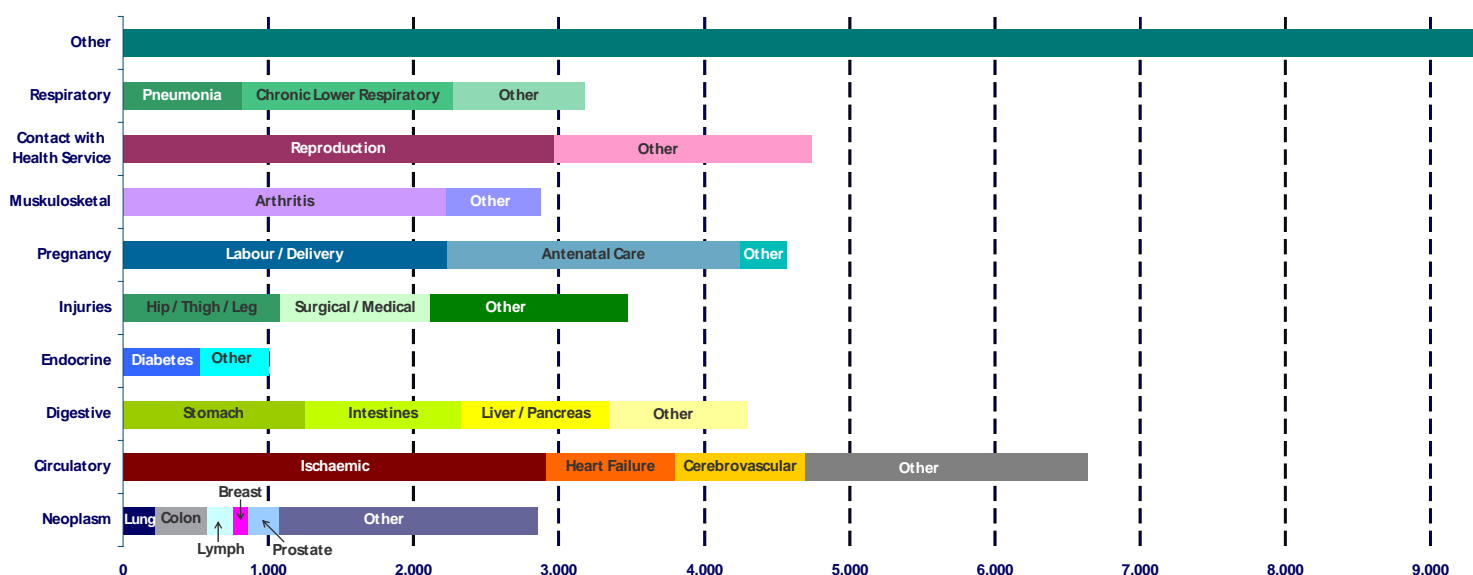 Other
Respiratory
Pneumonia
Chronic Lower Respiratory
Other
Contact with
Health Service
Reproduction
Other
Muskulosketal
Arthritis
Other
Pregnancy
Labour / Delivery
Antenatal Care
Other
Injuries
Hip / Thigh / Leg
Surgical / Medical
Other
Endocrine
Diabetes
Other
Digestive
Stomach
Intestines
Liver / Pancreas
Other
Circulatory
Ischaemic
Heart Failure
Cerebrovascular
Other
Breast
Neoplasm
Lung
Colon
Other
Lymph
Prostate
0 1.000 2.000 3.000 4.000 5.000 6.000 7.000 8.000 9.000